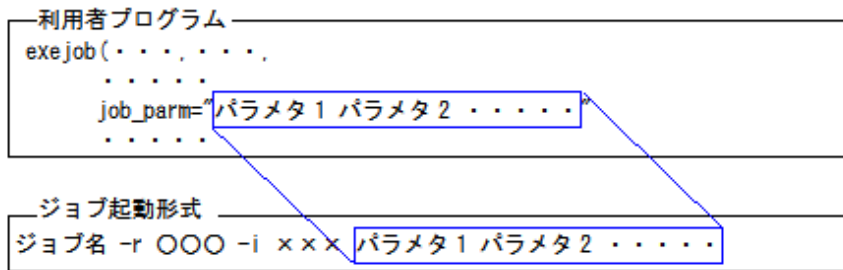 利用者プログラム
exejob(・・・,・・・,
・・・・・
job_parm="パラメタ1 パラメタ2 ・・・・・"
・・・・・
ジョブ起動形式
ジョブ名 -r 〇〇〇 -i ××× パラメタ1 パラメタ2 ・・・・・